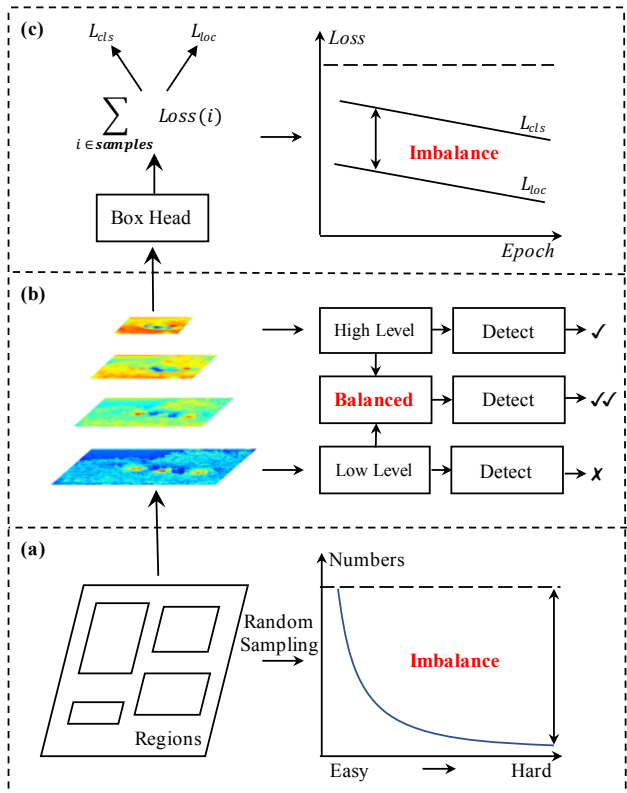 (c)
L_cls
L_loc
∑ Loss(i)
i∈samples
Box Head
Loss
L_cls
Imbalance
L_loc
Epoch
(b)
High Level
Detect
✓
Balanced
Detect
✓✓
Low Level
Detect
✗
(a)
Regions
Random
Sampling
Numbers
Imbalance
Easy
Hard